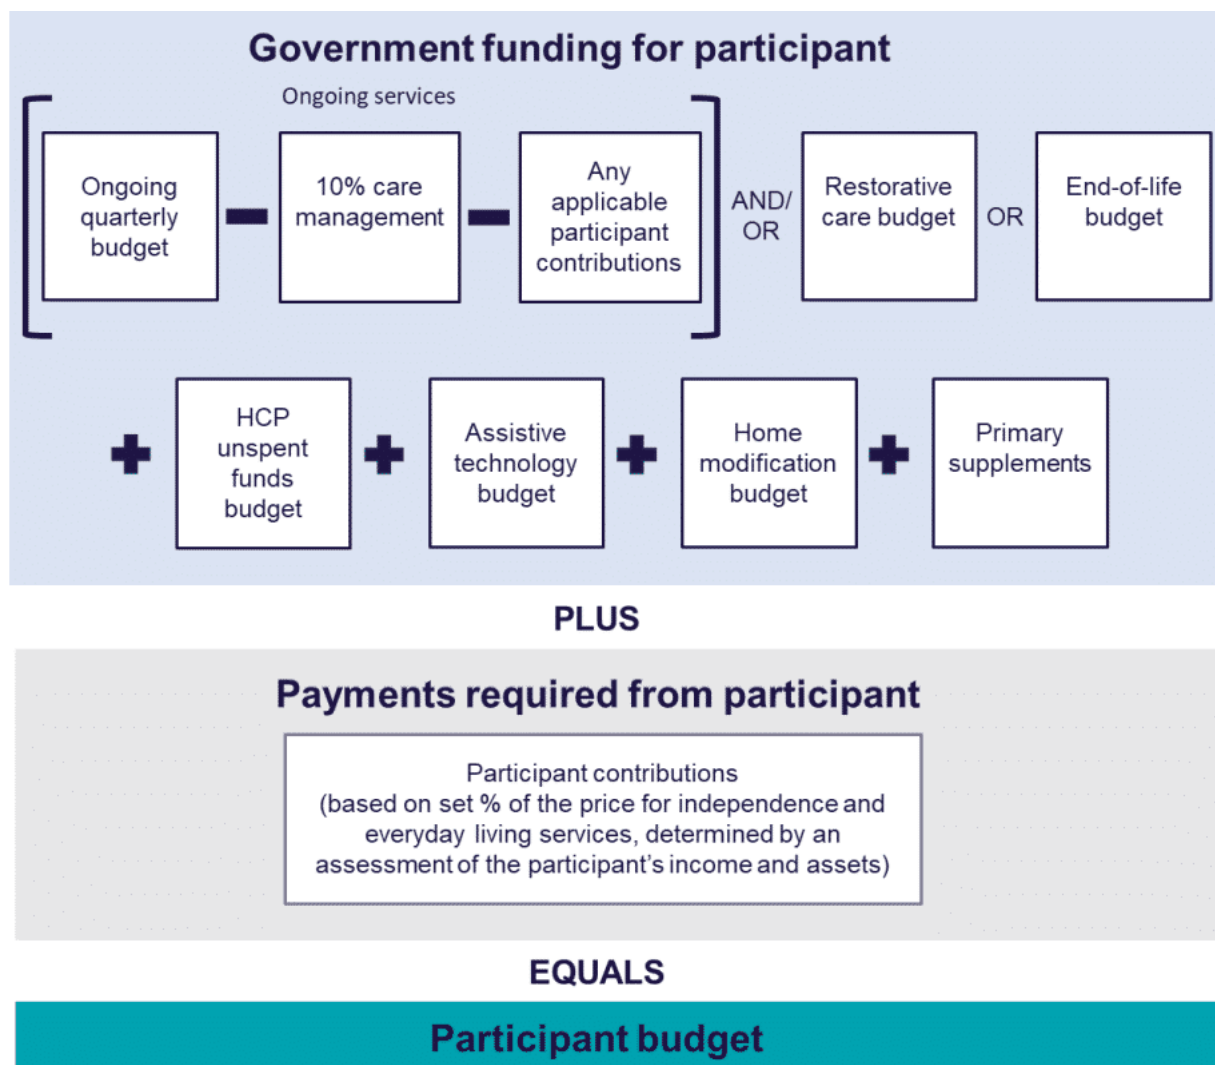 Government funding for participant
Ongoing services
Ongoing
quarterly
budget
10% care
management
Any
applicable
participant
contributions
AND/
OR
Restorative
care budget
OR
End-of-life
budget
HCP
unspent
funds
budget
Assistive
technology
budget
Home
modification
budget
Primary
supplements
PLUS
Payments required from participant
Participant contributions
(based on set % of the price for independence and
everyday living services, determined by an
assessment of the participant's income and assets)
EQUALS
Participant budget